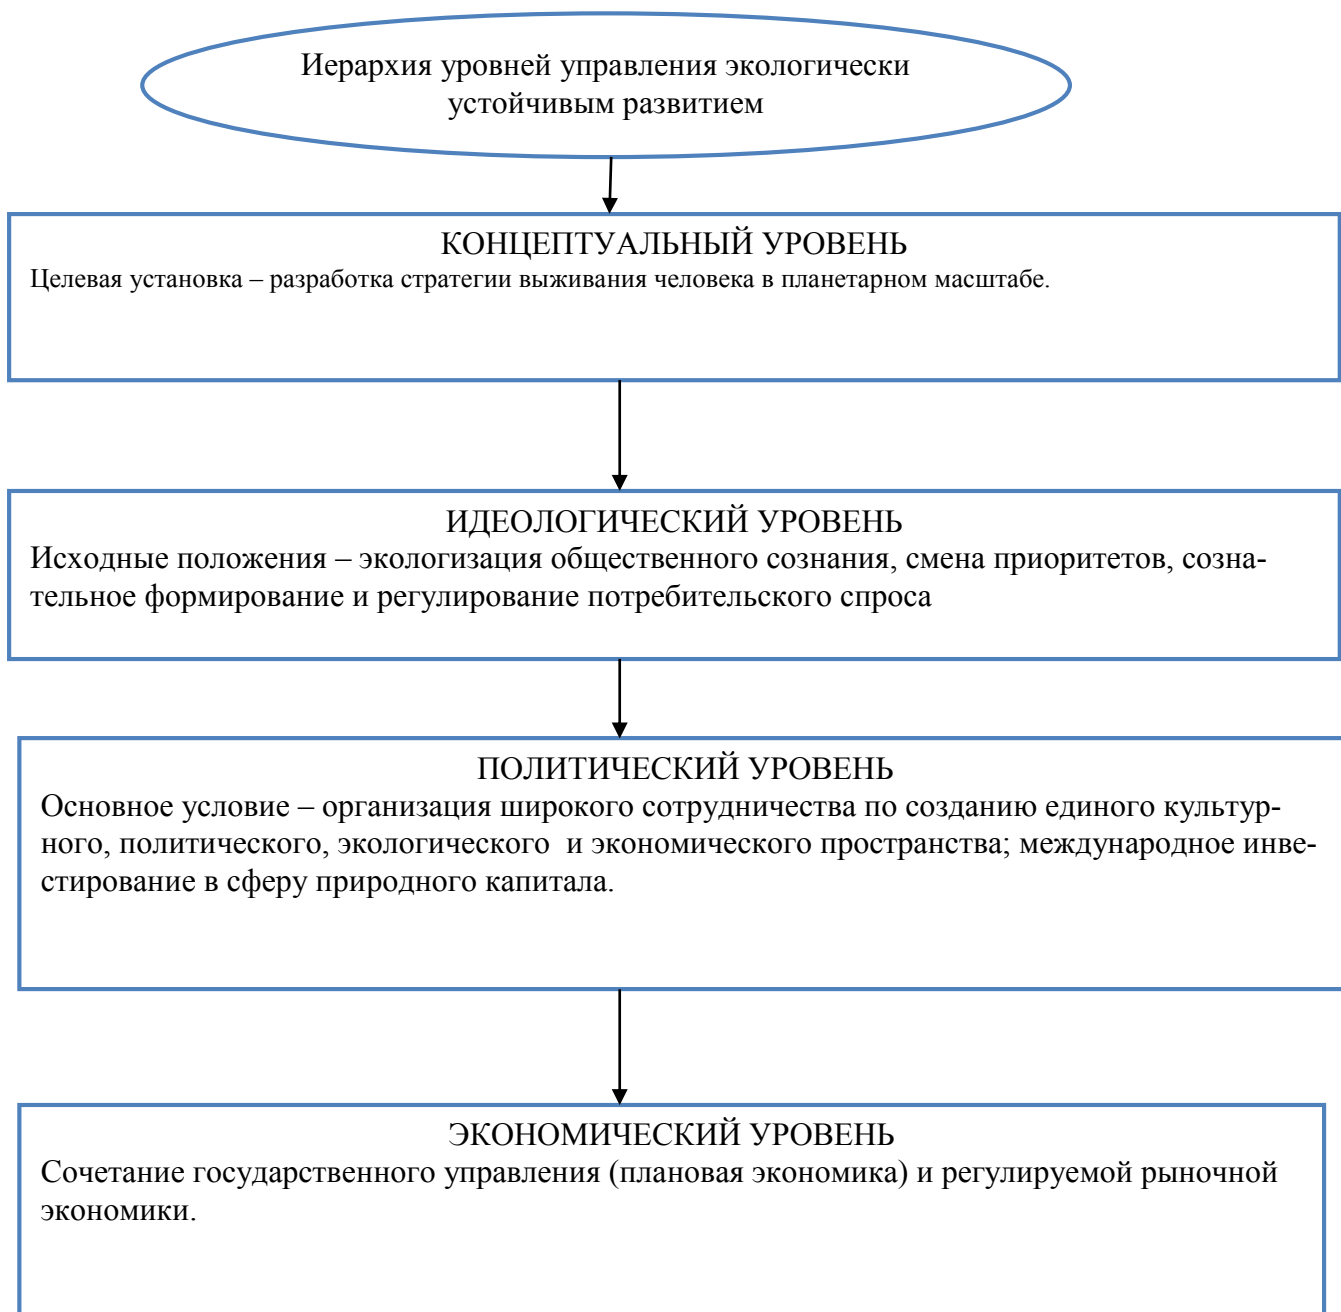 Иерархия уровней управления экологически
устойчивым развитием
КОНЦЕПТУАЛЬНЫЙ УРОВЕНЬ
Целевая установка – разработка стратегии выживания человека в планетарном масштабе.
ИДЕОЛОГИЧЕСКИЙ УРОВЕНЬ
Исходные положения – экологизация общественного сознания, смена приоритетов, созна-
тельное формирование и регулирование потребительского спроса
ПОЛИТИЧЕСКИЙ УРОВЕНЬ
Основное условие – организация широкого сотрудничества по созданию единого культур-
ного, политического, экологического и экономического пространства; международное инве-
стирование в сферу природного капитала.
ЭКОНОМИЧЕСКИЙ УРОВЕНЬ
Сочетание государственного управления (плановая экономика) и регулируемой рыночной
экономики.